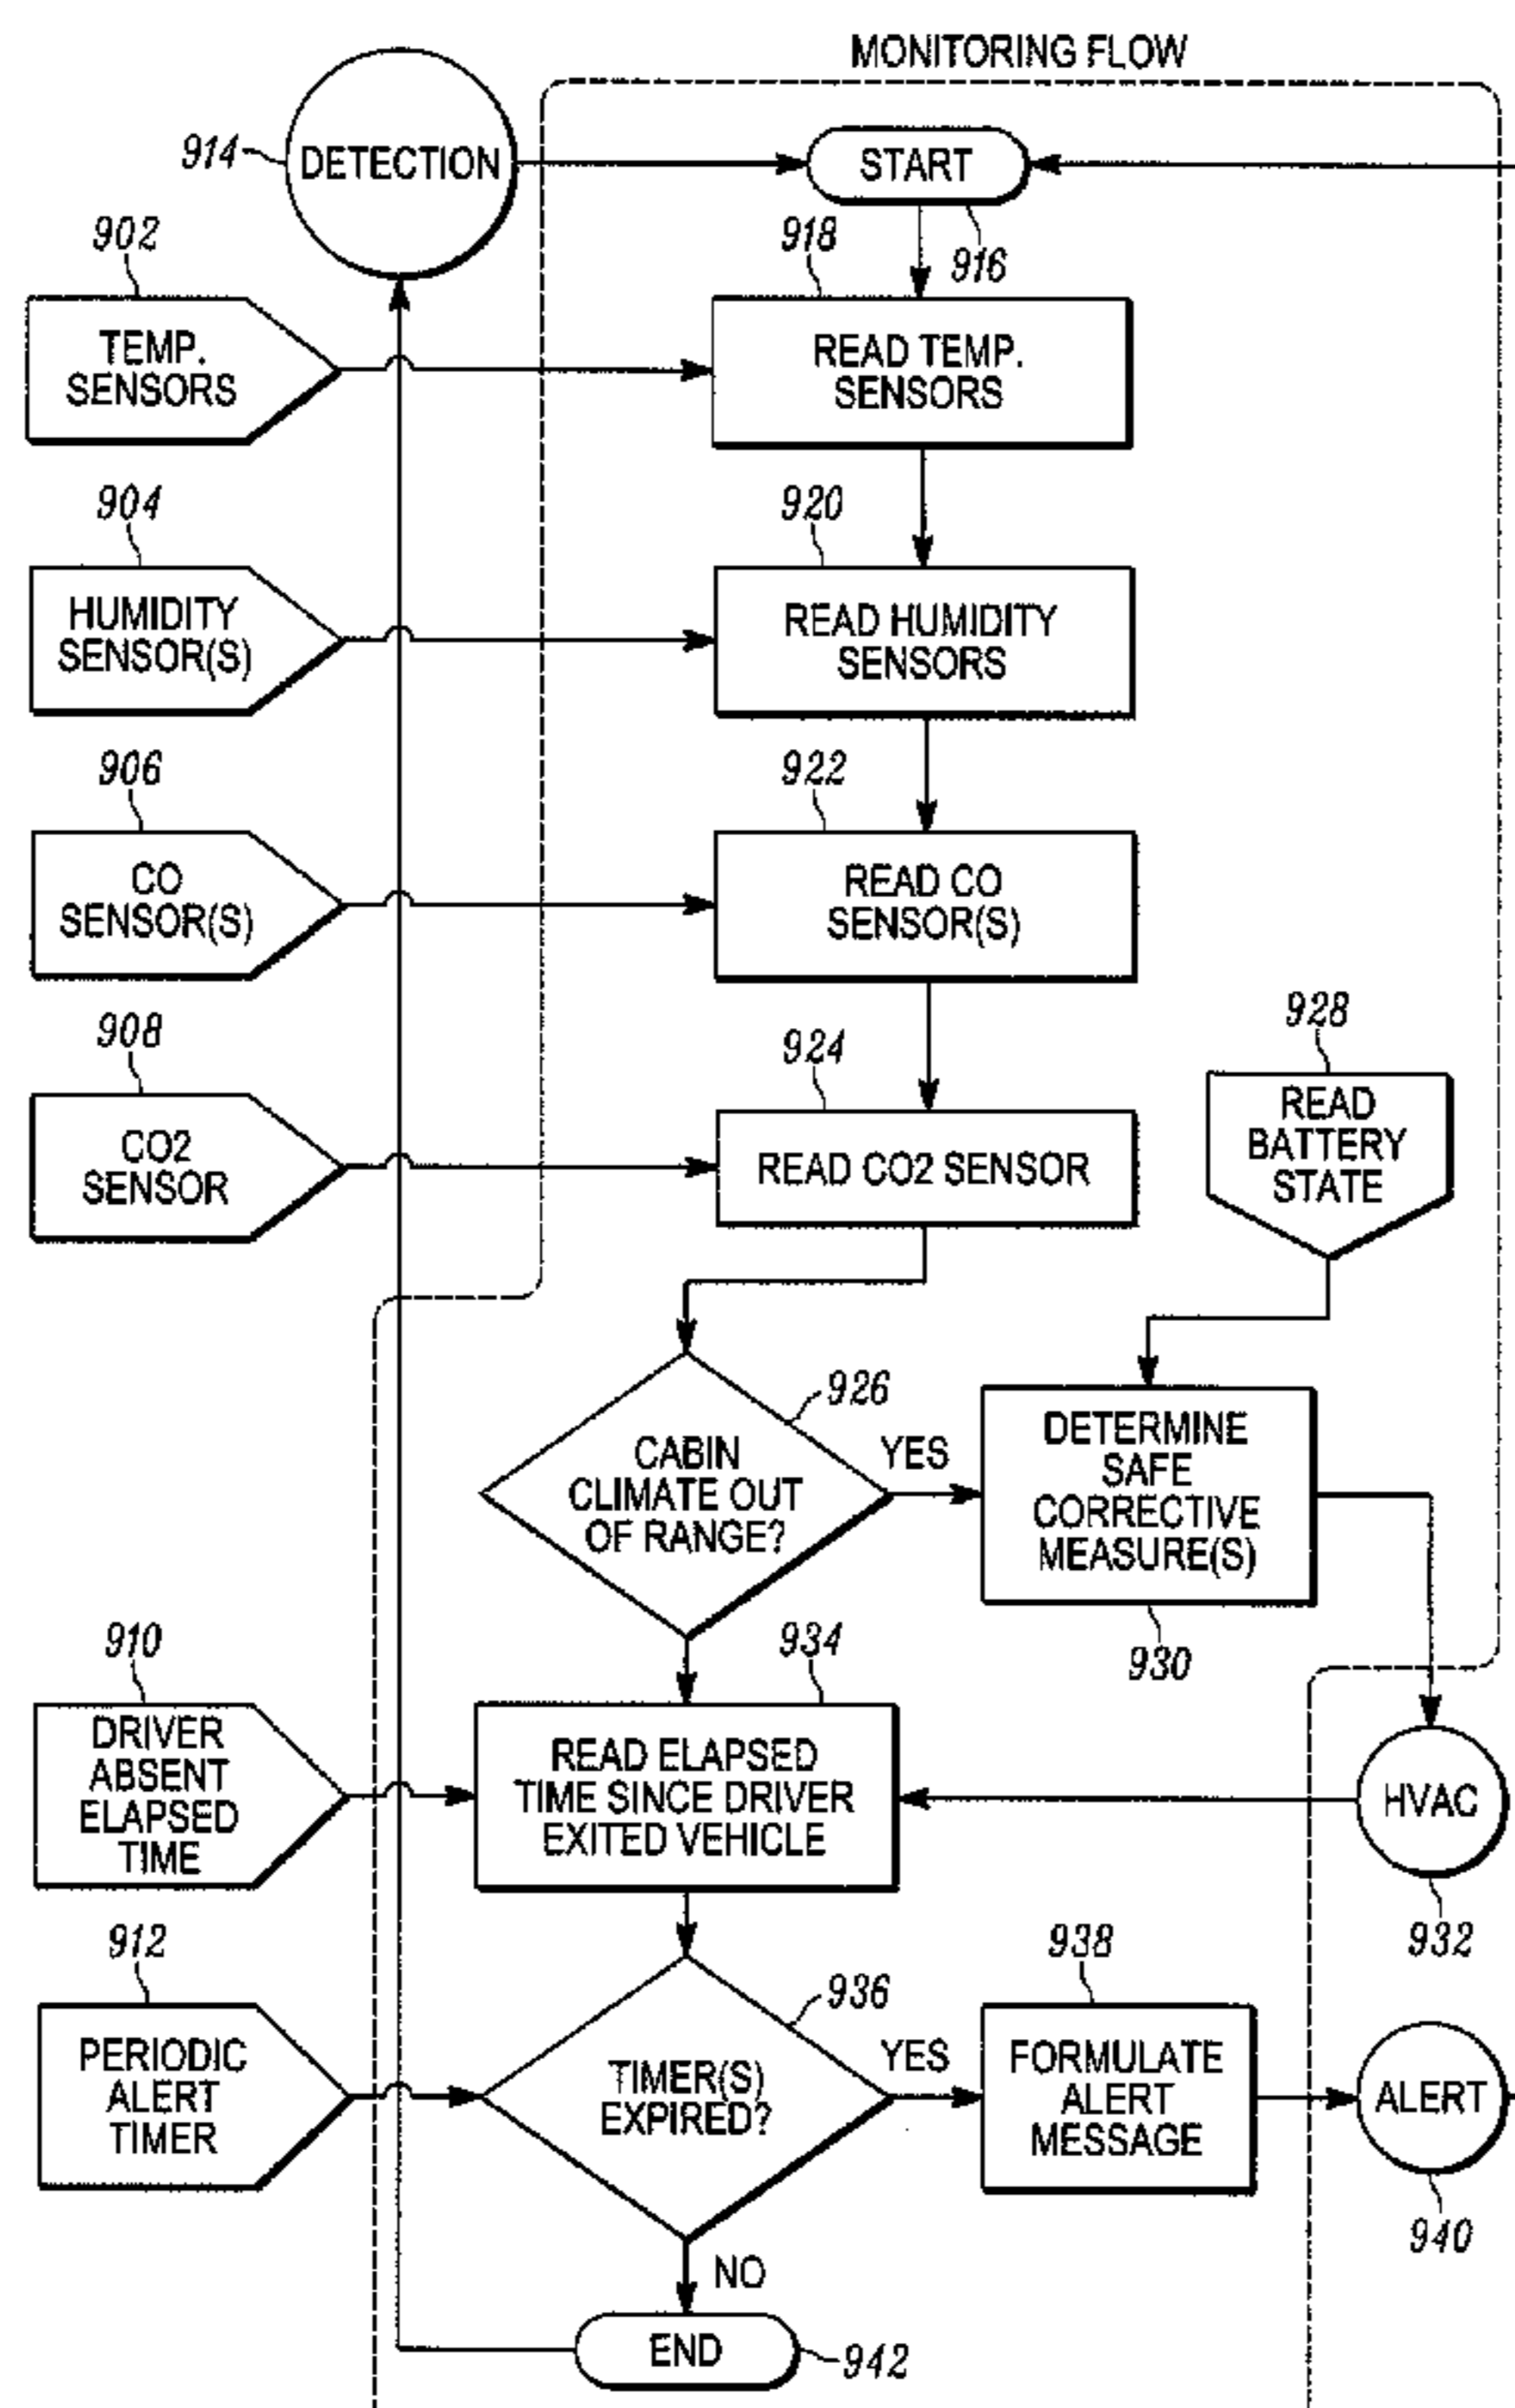 MONITORING FLOW
914
DETECTION
START
916
902
TEMP.
SENSORS
918
READ TEMP.
SENSORS
904
HUMIDITY
SENSOR(S)
920
READ HUMIDITY
SENSORS
906
CO
SENSOR(S)
922
READ CO
SENSOR(S)
908
CO2
SENSOR
924
READ CO2 SENSOR
928
READ
BATTERY
STATE
926
CABIN
CLIMATE OUT
OF RANGE?
YES
DETERMINE
SAFE
CORRECTIVE
MEASURE(S)
930
910
DRIVER
ABSENT
ELAPSED
TIME
934
READ ELAPSED
TIME SINCE DRIVER
EXITED VEHICLE
HVAC
932
912
PERIODIC
ALERT
TIMER
936
TIMER(S)
EXPIRED?
YES
938
FORMULATE
ALERT
MESSAGE
ALERT
940
NO
END
942